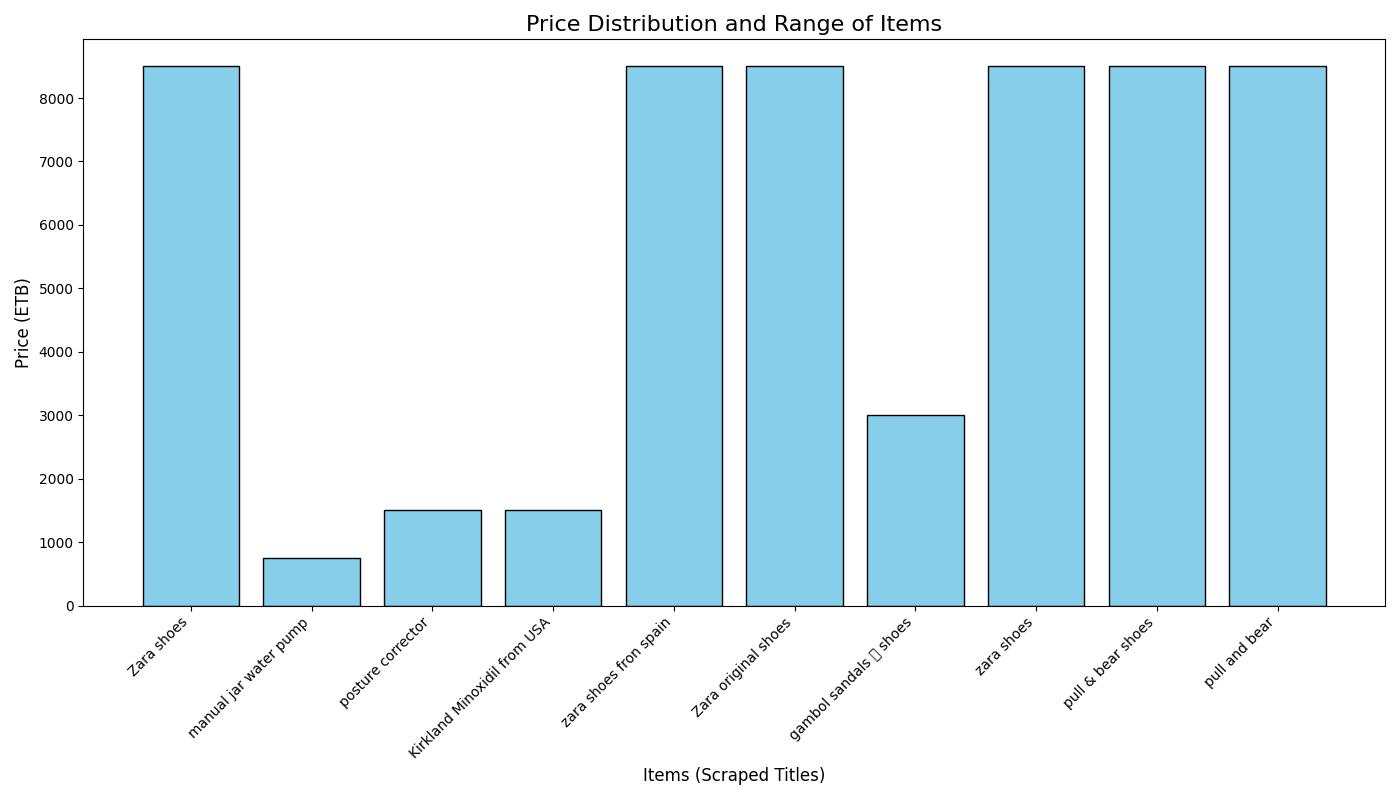 Price Distribution and Range of Items
Price (ETB)
8000
7000
6000
5000
4000
3000
2000
1000
0
Zara shoes
manual jar water pump
posture corrector
Kirkland Minoxidil from USA
zara shoes fron spain
Zara original shoes
gambol sandals ▯ shoes
zara shoes
pull & bear shoes
pull and bear
Items (Scraped Titles)